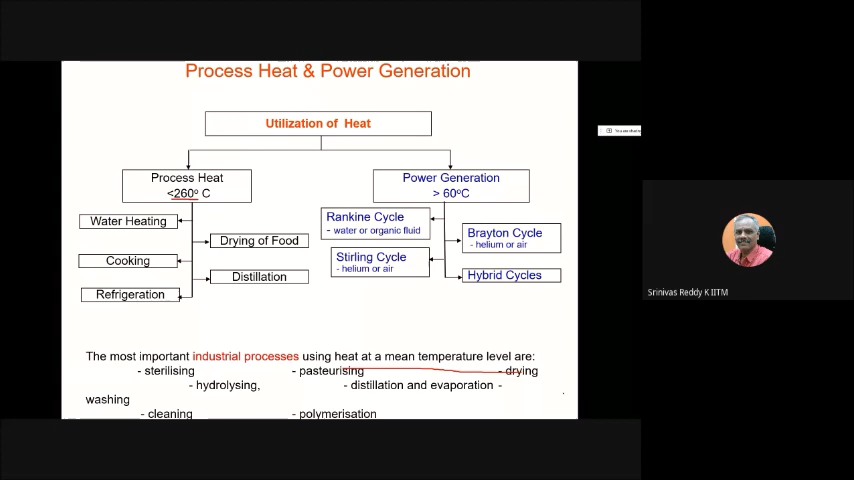 Process Heat & Power Generation
Utilization of Heat
Process Heat
<260º C
Power Generation
> 60ºC
Water Heating
Drying of Food
Cooking
Distillation
Refrigeration
Rankine Cycle
- water or organic fluid
Brayton Cycle
- helium or air
Stirling Cycle
- helium or air
Hybrid Cycles
The most important industrial processes using heat at a mean temperature level are:
- sterilising - pasteurising - drying
- hydrolysing, - distillation and evaporation -
washing
- cleaning - polymerisation
Srinivas Reddy K IITM